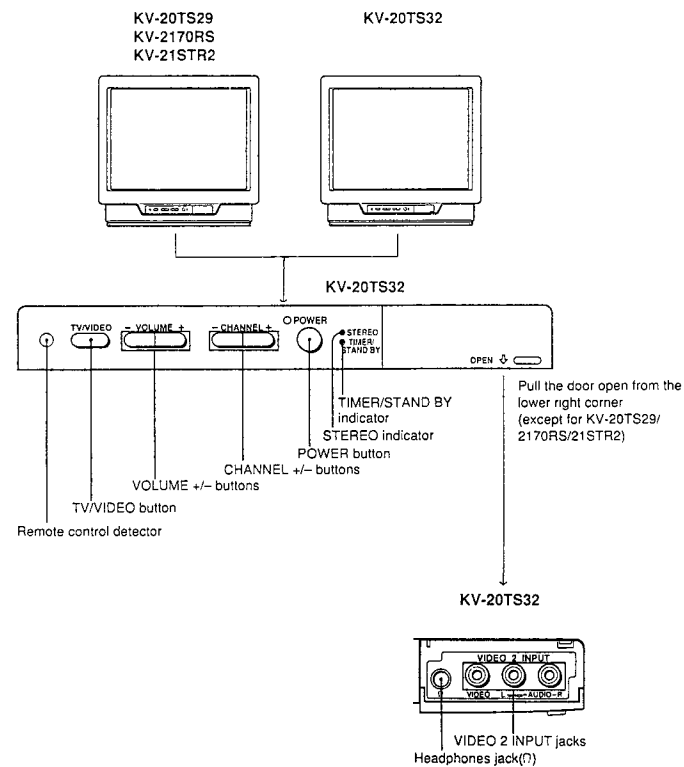 KV-20TS29
KV-2170RS
KV-21STR2
KV-20TS32
KV-20TS32
TV/VIDEO
− VOLUME +
− CHANNEL +
POWER
STEREO
TIMER/
STAND BY
OPEN
Pull the door open from the
lower right corner
(except for KV-20TS29/
2170RS/21STR2)
TIMER/STAND BY
indicator
STEREO indicator
POWER button
CHANNEL +/− buttons
VOLUME +/− buttons
TV/VIDEO button
Remote control detector
KV-20TS32
VIDEO 2 INPUT
VIDEO L—AUDIO—R
VIDEO 2 INPUT jacks
Headphones jack(Ω)